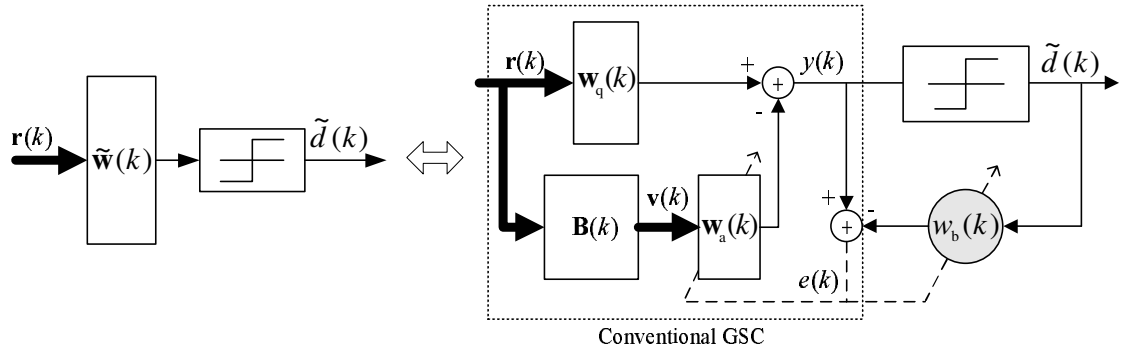 r(k)
w̃(k)
d̃(k)
r(k)
w_q(k)
+
-
+
y(k)
d̃(k)
B(k)
v(k)
w_a(k)
+
-
+
w_b(k)
e(k)
Conventional GSC